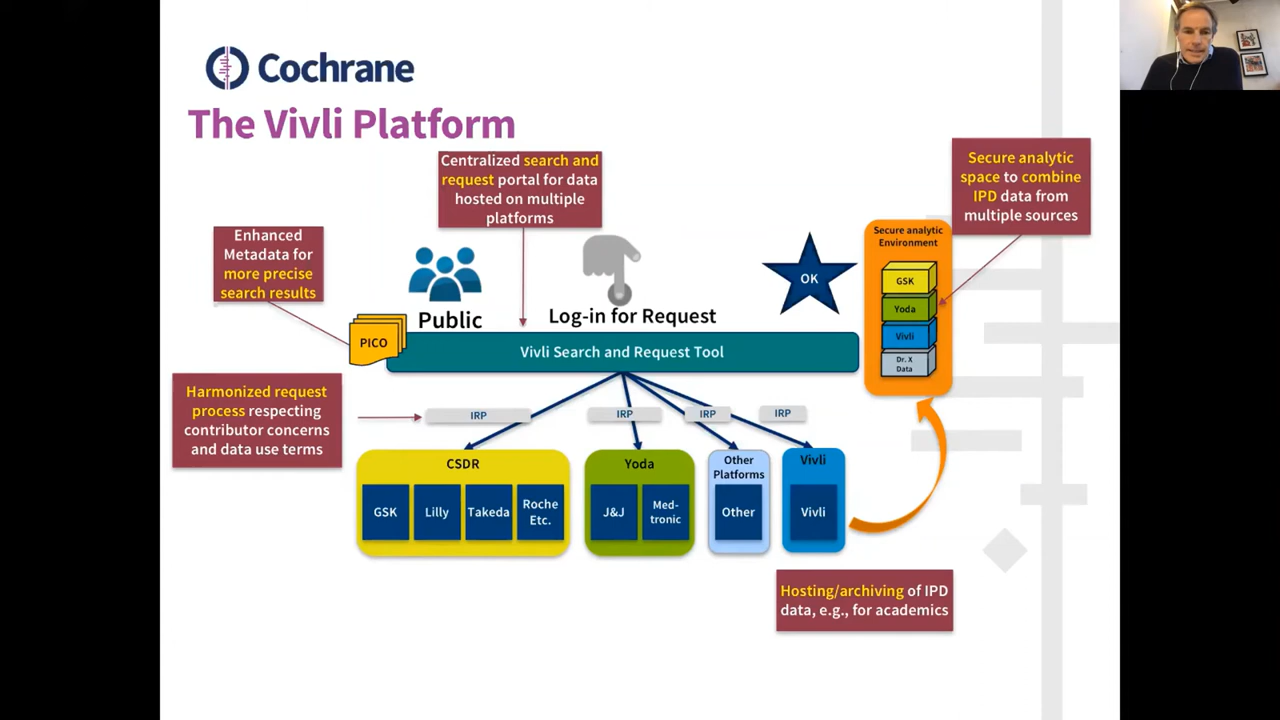 Cochrane
The Vivli Platform
Centralized search and
request portal for data
hosted on multiple
platforms
Secure analytic
space to combine
IPD data from
multiple sources
Enhanced
Metadata for
more precise
search results
Secure analytic
Environment
GSK
Yoda
Vivli
Dr. X
Data
OK
Public
Log-in for Request
PICO
Vivli Search and Request Tool
Harmonized request
process respecting
contributor concerns
and data use terms
IRP
IRP
IRP
IRP
CSDR
GSK
Lilly
Takeda
Roche
Etc.
Yoda
J&J
Med-
tronic
Other
Platforms
Other
Vivli
Vivli
Hosting/archiving of IPD
data, e.g., for academics